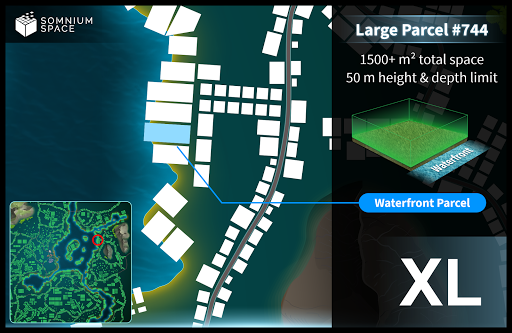 SOMNIUM
SPACE
Large Parcel #744
1500+ m² total space
50 m height & depth limit
Waterfront
Waterfront Parcel
XL